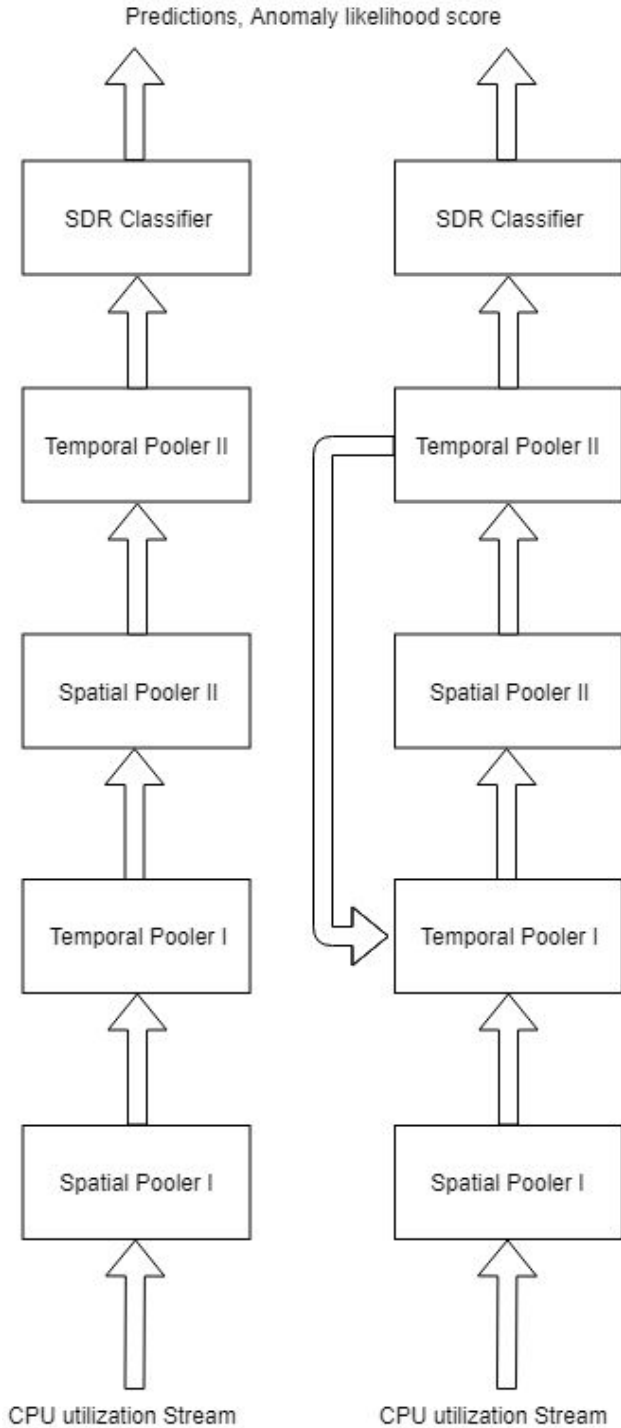 Predictions, Anomaly likelihood score
SDR Classifier
SDR Classifier
Temporal Pooler II
Temporal Pooler II
Spatial Pooler II
Spatial Pooler II
Temporal Pooler I
Temporal Pooler I
Spatial Pooler I
Spatial Pooler I
CPU utilization Stream
CPU utilization Stream